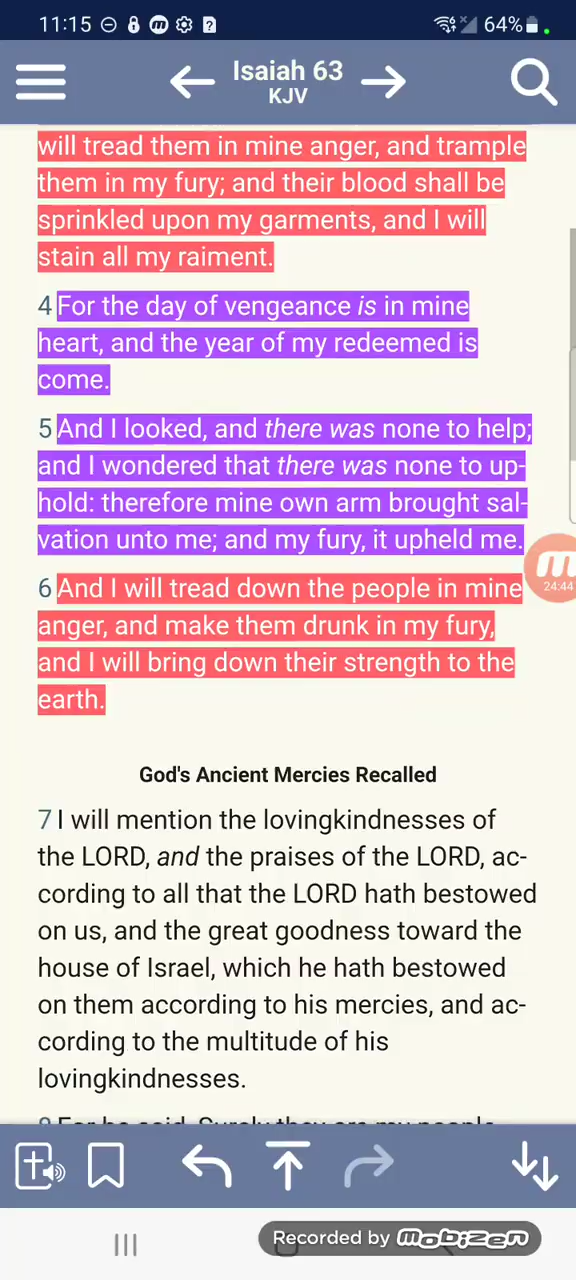 11:15
64%
Isaiah 63
KJV
will tread them in mine anger, and trample
them in my fury; and their blood shall be
sprinkled upon my garments, and I will
stain all my raiment.
4 For the day of vengeance is in mine
heart, and the year of my redeemed is
come.
5 And I looked, and there was none to help;
and I wondered that there was none to up-
hold: therefore mine own arm brought sal-
vation unto me; and my fury, it upheld me.
6 And I will tread down the people in mine
anger, and make them drunk in my fury,
and I will bring down their strength to the
earth.
24:44
God's Ancient Mercies Recalled
7 I will mention the lovingkindnesses of
the LORD, and the praises of the LORD, ac-
cording to all that the LORD hath bestowed
on us, and the great goodness toward the
house of Israel, which he hath bestowed
on them according to his mercies, and ac-
cording to the multitude of his
lovingkindnesses.
8 For he said, Surely they are my people,
Recorded by Mobizen